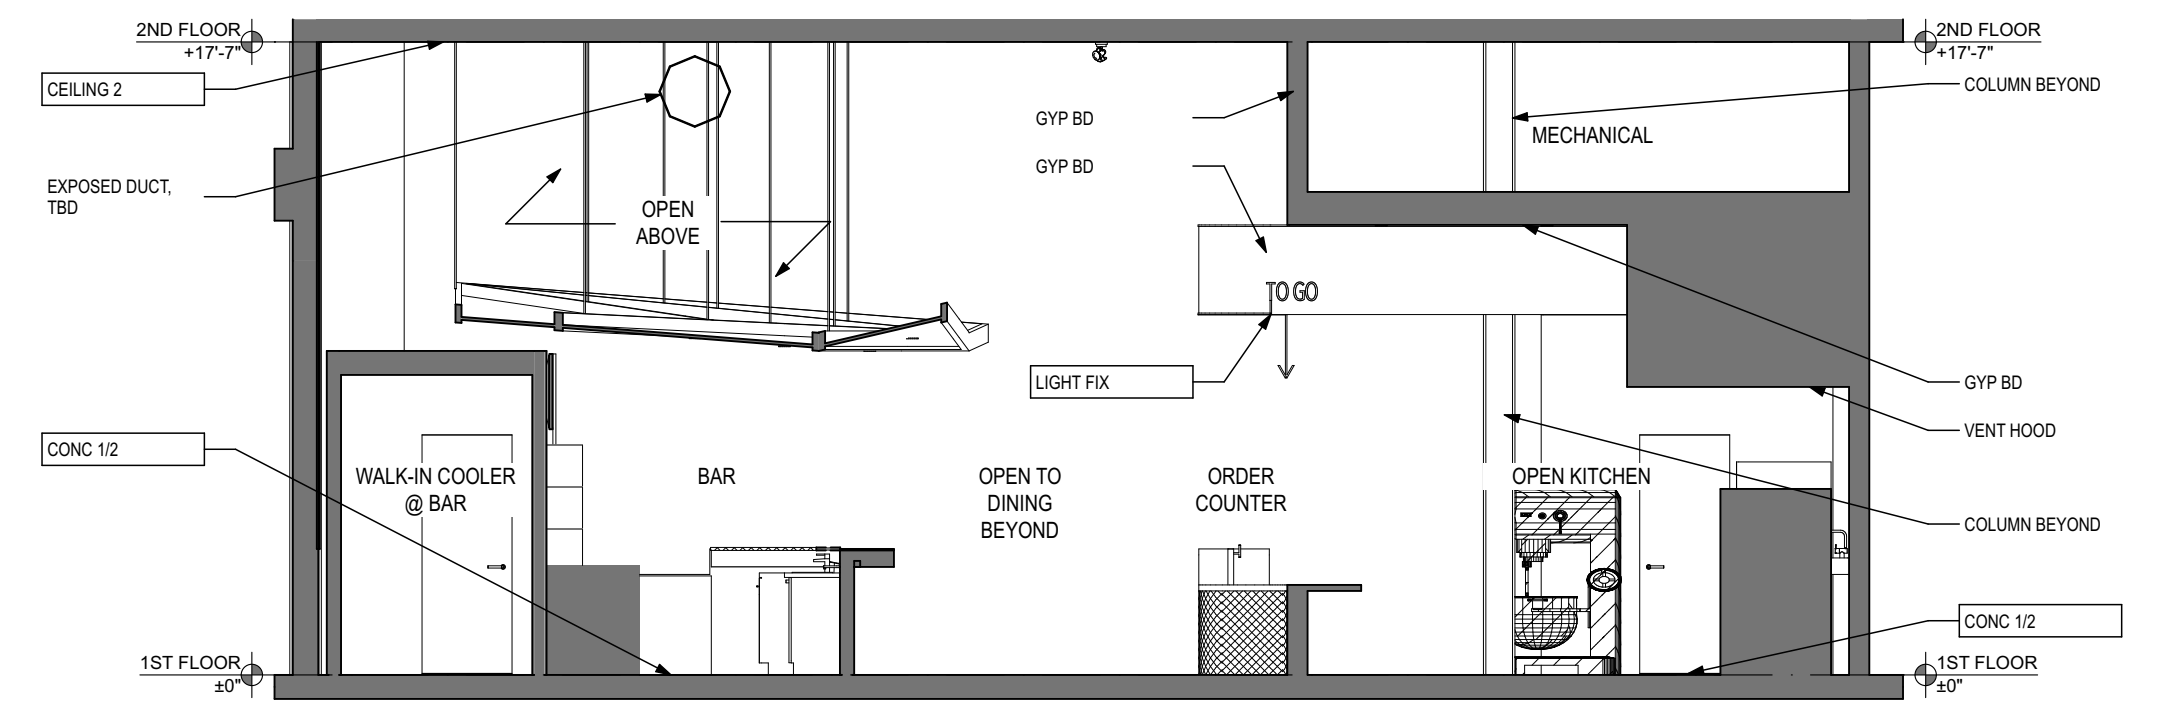 2ND FLOOR
+17'-7"
2ND FLOOR
+17'-7"
CEILING 2
COLUMN BEYOND
GYP BD
MECHANICAL
GYP BD
EXPOSED DUCT,
TBD
OPEN
ABOVE
TO GO
LIGHT FIX
GYP BD
VENT HOOD
CONC 1/2
WALK-IN COOLER
@ BAR
BAR
OPEN TO
DINING
BEYOND
ORDER
COUNTER
OPEN KITCHEN
COLUMN BEYOND
CONC 1/2
1ST FLOOR
±0"
1ST FLOOR
±0"